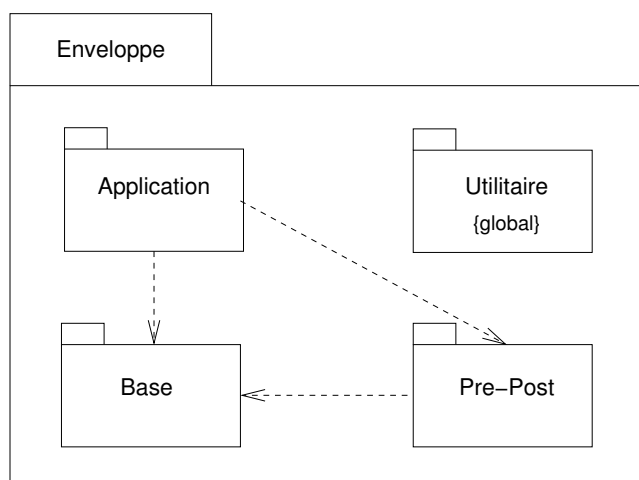 Enveloppe
Application
Utilitaire
{global}
Base
Pre−Post